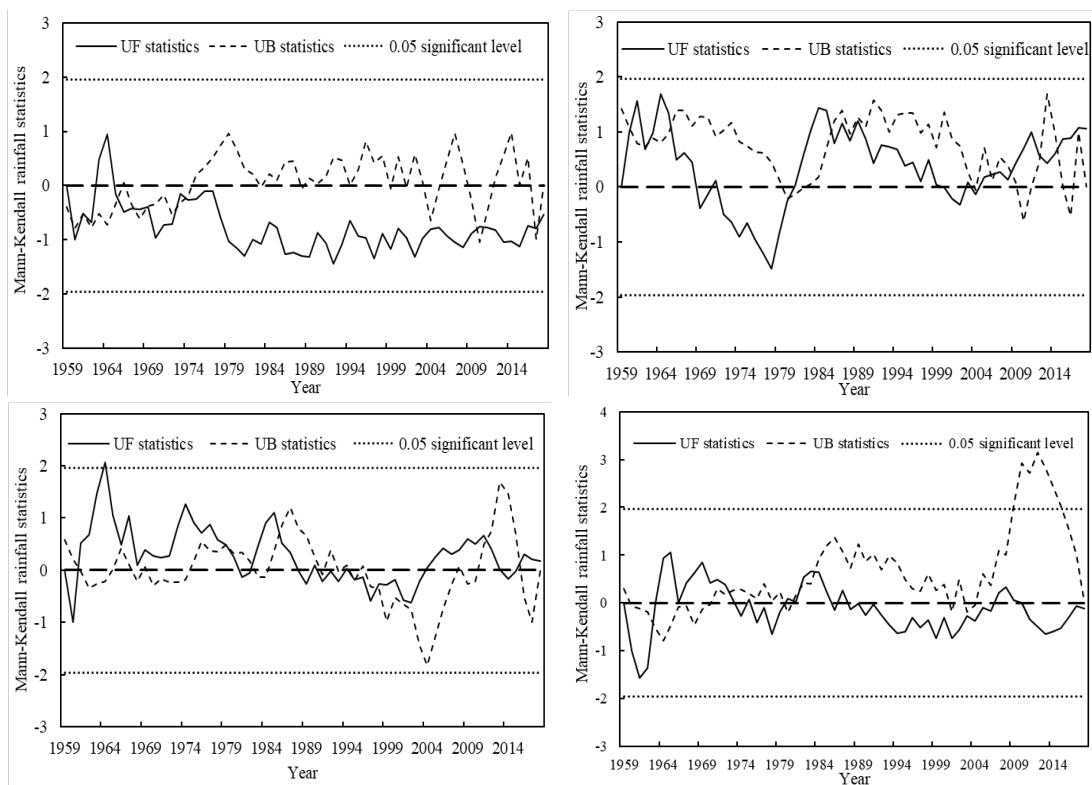 3
UF statistics UB statistics 0.05 significant level
2
1
0
-1
-2
-3
1959 1964 1969 1974 1979 1984 1989 1994 1999 2004 2009 2014
Year
Mann-Kendall rainfall statistics
3
UF statistics UB statistics 0.05 significant level
2
1
0
-1
-2
-3
1959 1964 1969 1974 1979 1984 1989 1994 1999 2004 2009 2014
Year
Mann-Kendall rainfall statistics
3
UF statistics UB statistics 0.05 significant level
2
1
0
-1
-2
-3
1959 1964 1969 1974 1979 1984 1989 1994 1999 2004 2009 2014
Year
Mann-Kendall rainfall statistics
4
UF statistics UB statistics 0.05 significant level
3
2
1
0
-1
-2
-3
1959 1964 1969 1974 1979 1984 1989 1994 1999 2004 2009 2014
Year
Mann-Kendall rainfall statistics